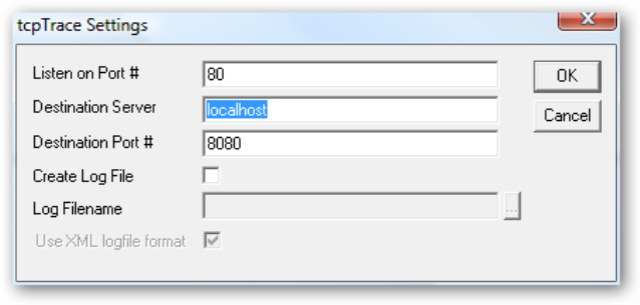 tcpTrace Settings
Listen on Port # 80
OK
Destination Server localhost
Cancel
Destination Port # 8080
Create Log File
Log Filename ...
Use XML logfile format